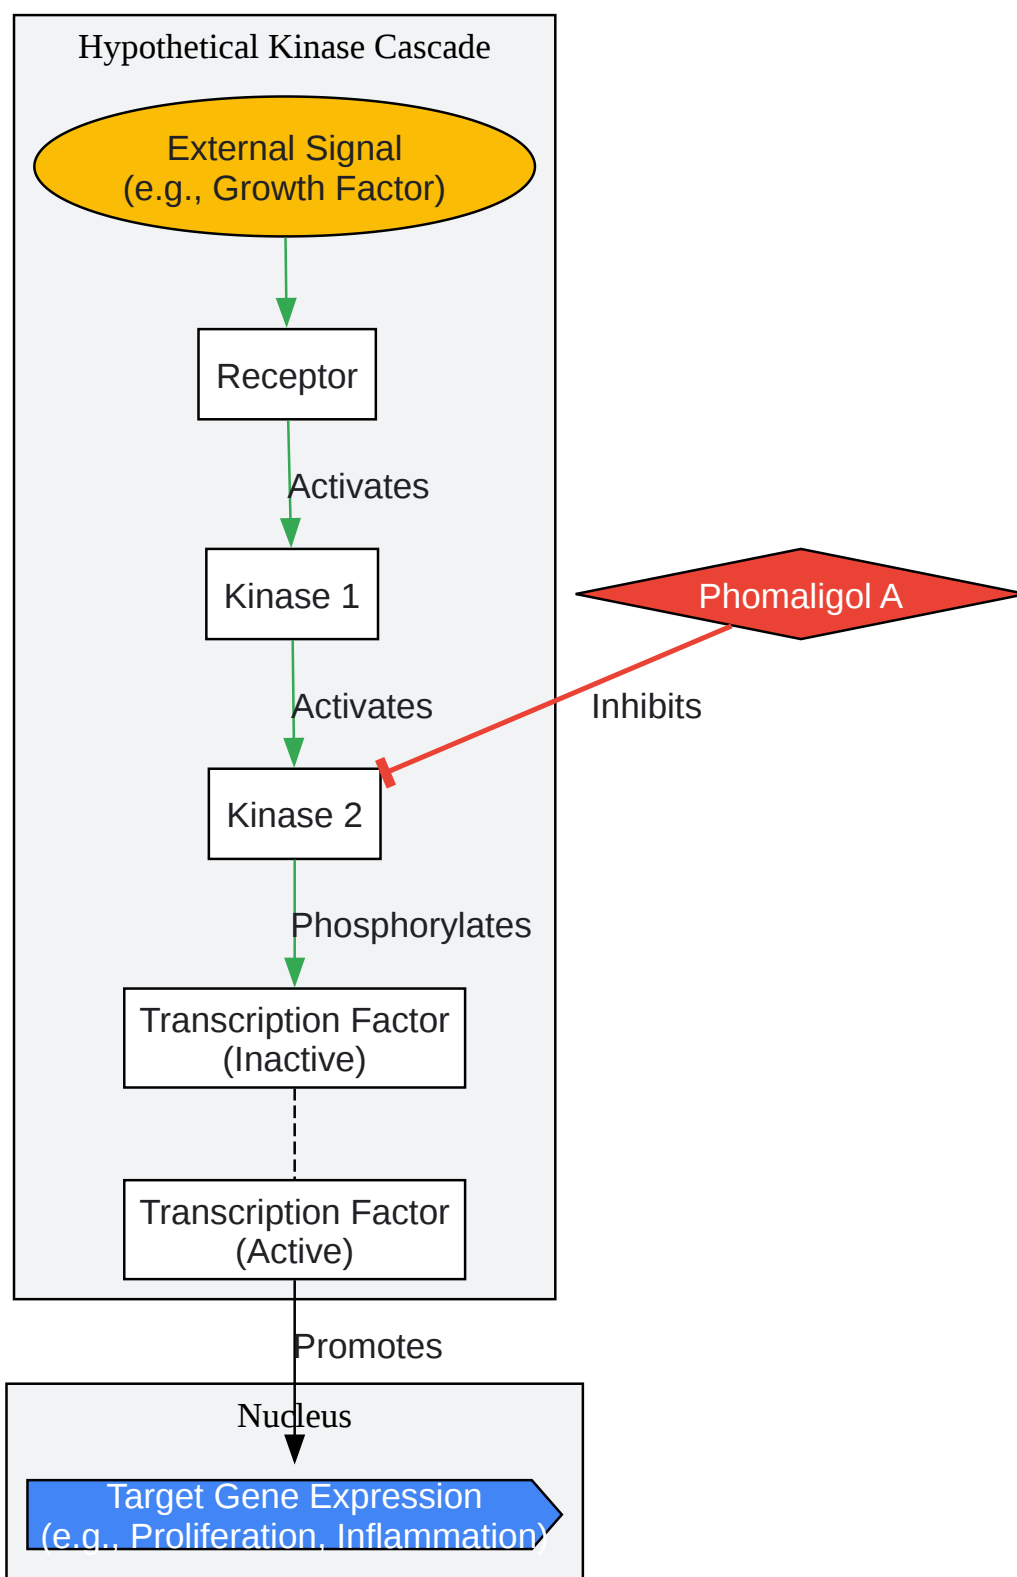 Hypothetical Kinase Cascade
External Signal
(e.g., Growth Factor)
Receptor
Activates
Kinase 1
Phomaligol A
Activates
Inhibits
Kinase 2
Phosphorylates
Transcription Factor
(Inactive)
Transcription Factor
(Active)
Promotes
Nucleus
Target Gene Expression
(e.g., Proliferation, Inflammation)